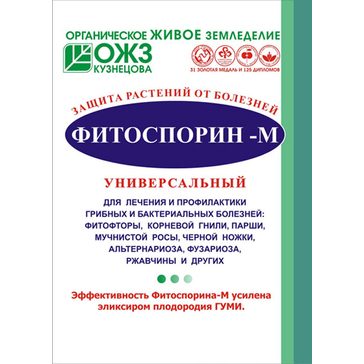 ОРГАНИЧЕСКОЕ ЖИВОЕ ЗЕМЛЕДЕЛИЕ
ОЖЗ
КУЗНЕЦОВА
51 ЗОЛОТАЯ МЕДАЛЬ И 125 ДИПЛОМОВ
ЗАЩИТА РАСТЕНИЙ ОТ БОЛЕЗНЕЙ
ФИТОСПОРИН -М
УНИВЕРСАЛЬНЫЙ
ДЛЯ ЛЕЧЕНИЯ И ПРОФИЛАКТИКИ
ГРИБНЫХ И БАКТЕРИАЛЬНЫХ БОЛЕЗНЕЙ:
ФИТОФТОРЫ, КОРНЕВОЙ ГНИЛИ, ПАРШИ,
МУЧНИСТОЙ РОСЫ, ЧЕРНОЙ НОЖКИ,
АЛЬТЕРНАРИОЗА, ФУЗАРИОЗА,
РЖАВЧИНЫ И ДРУГИХ
Эффективность Фитоспорина-М усилена
эликсиром плодородия ГУМИ.